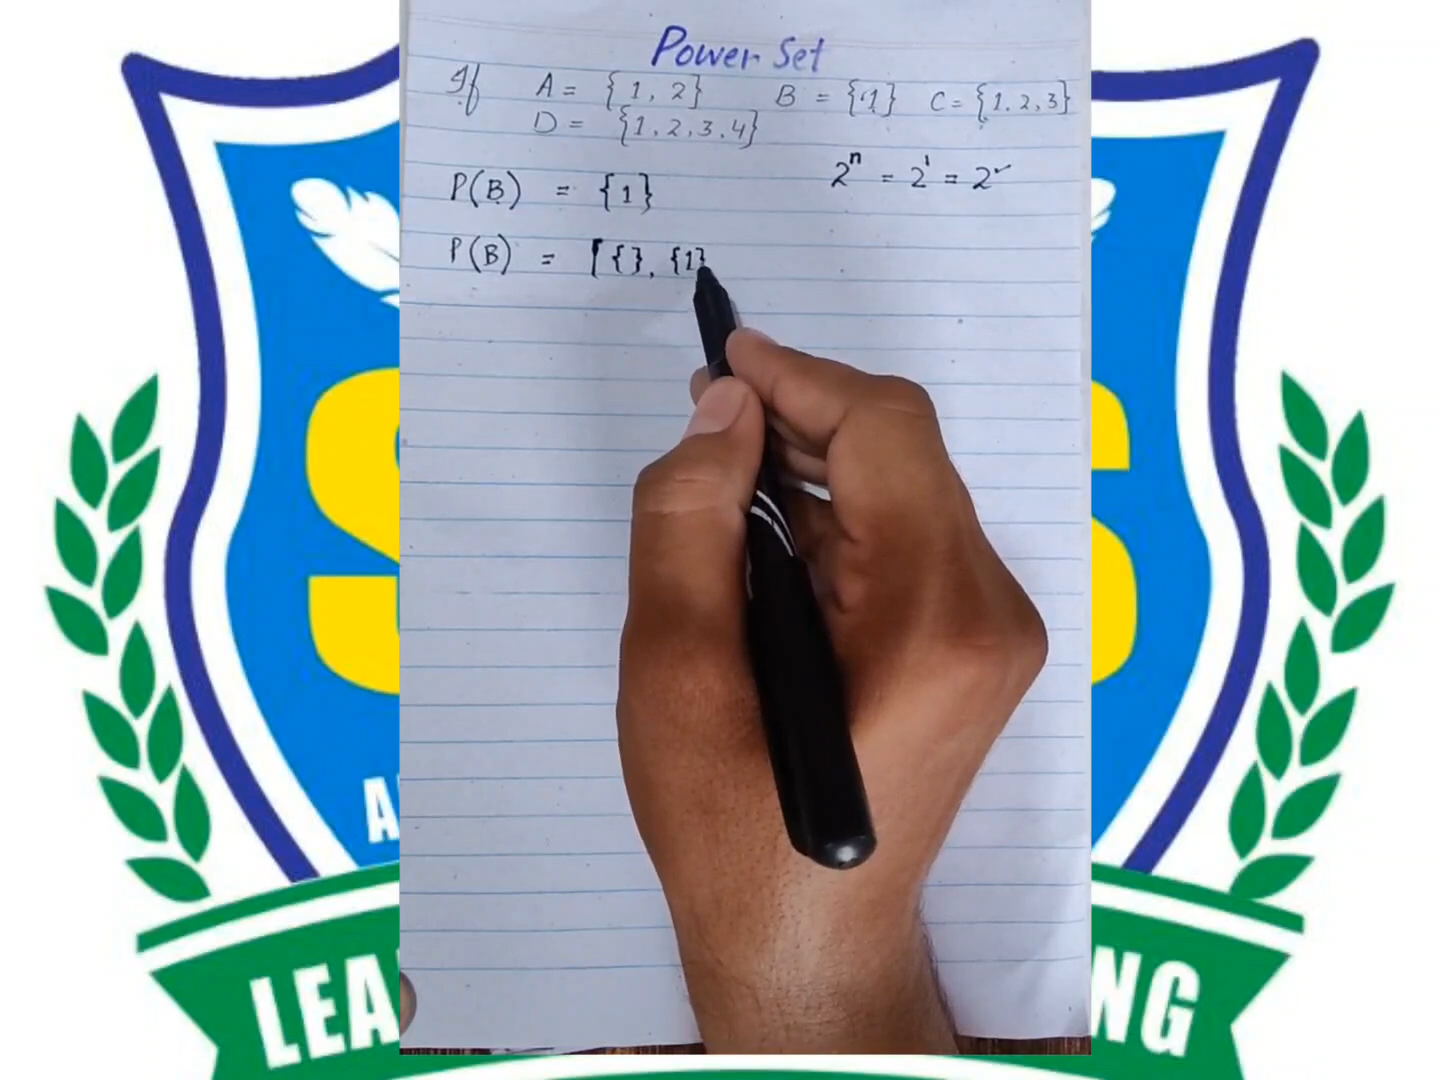 Power Set
If A = {1, 2} B = {1} C = {1.2,3}
D = {1,2,3.4}
2ⁿ = 2¹ = 2✓
P(B) = {1}
P(B) = [{}, {1}
S S
A
LEA NG